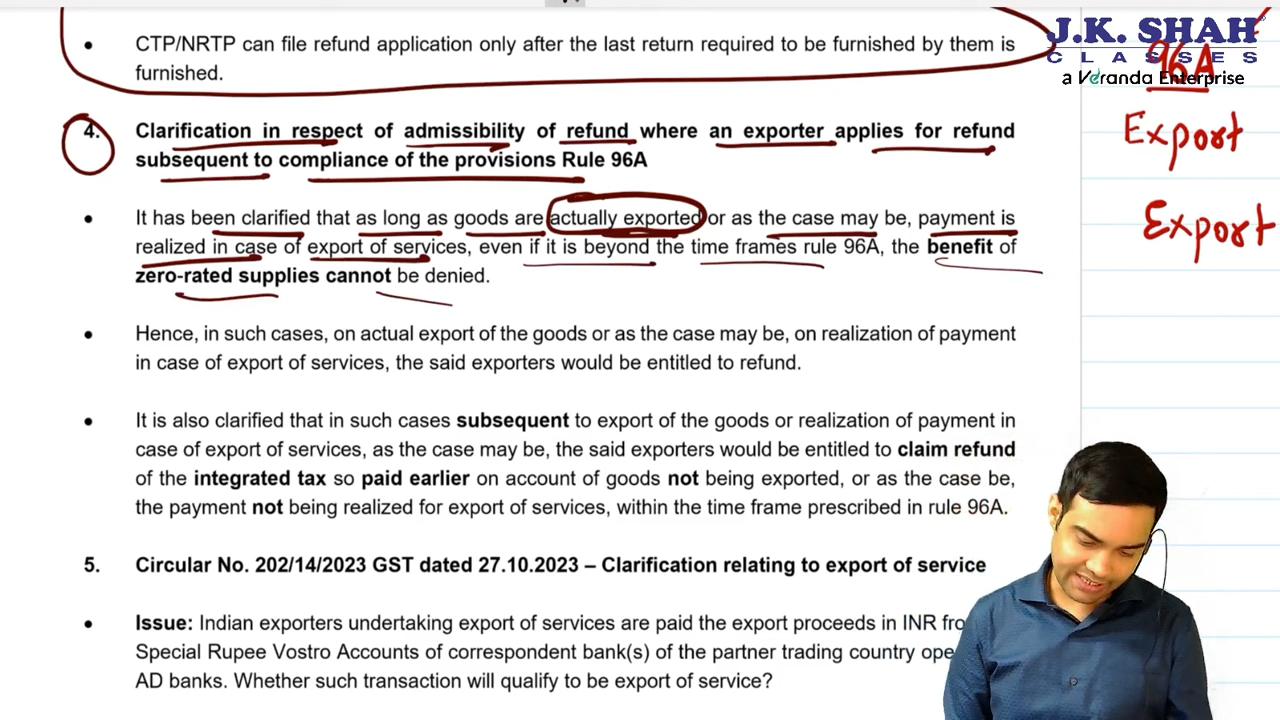 J.K. SHAH
CLASSES
a Veranda Enterprise
96A
Export
Export
• CTP/NRTP can file refund application only after the last return required to be furnished by them is
furnished.
4. Clarification in respect of admissibility of refund where an exporter applies for refund
subsequent to compliance of the provisions Rule 96A
• It has been clarified that as long as goods are actually exported or as the case may be, payment is
realized in case of export of services, even if it is beyond the time frames rule 96A, the benefit of
zero-rated supplies cannot be denied.
• Hence, in such cases, on actual export of the goods or as the case may be, on realization of payment
in case of export of services, the said exporters would be entitled to refund.
• It is also clarified that in such cases subsequent to export of the goods or realization of payment in
case of export of services, as the case may be, the said exporters would be entitled to claim refund
of the integrated tax so paid earlier on account of goods not being exported, or as the case be,
the payment not being realized for export of services, within the time frame prescribed in rule 96A.
5. Circular No. 202/14/2023 GST dated 27.10.2023 – Clarification relating to export of service
• Issue: Indian exporters undertaking export of services are paid the export proceeds in INR
Special Rupee Vostro Accounts of correspondent bank(s) of the partner trading country
AD banks. Whether such transaction will qualify to be export of service?